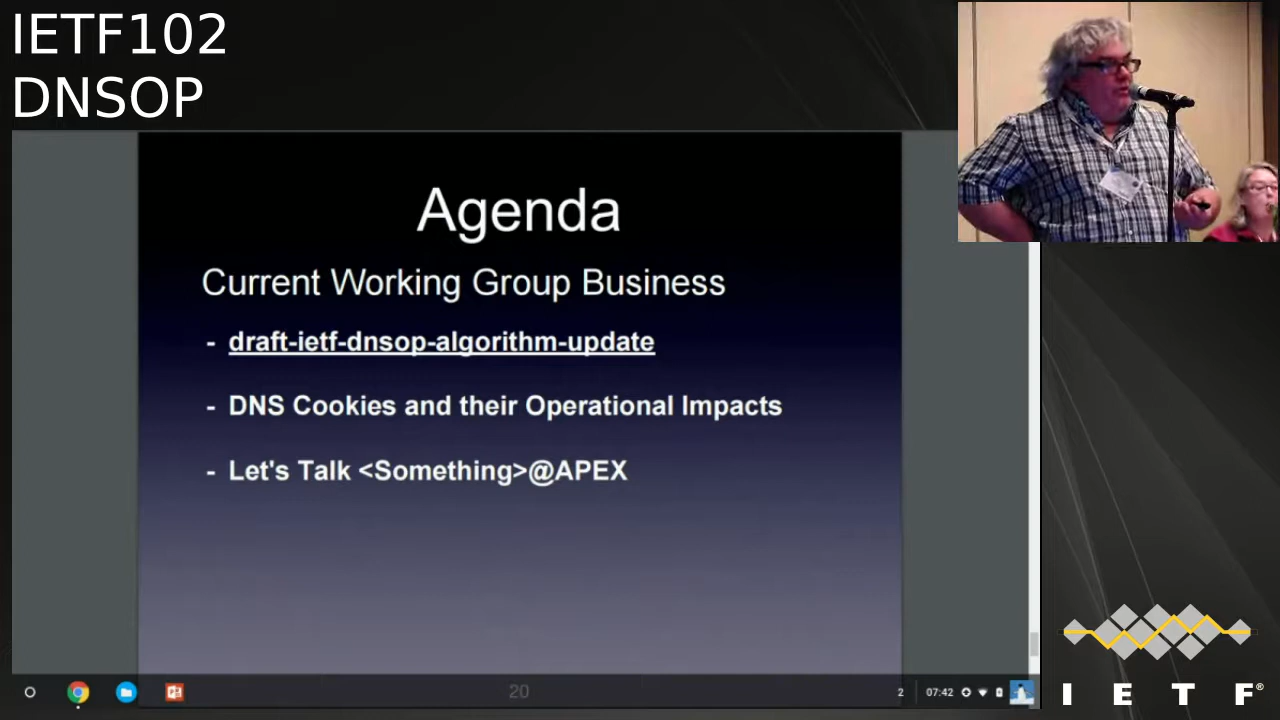 IETF102
DNSOP
Agenda
Current Working Group Business
- draft-ietf-dnsop-algorithm-update
- DNS Cookies and their Operational Impacts
- Let's Talk <Something>@APEX
20
2
07:42
I E T F®